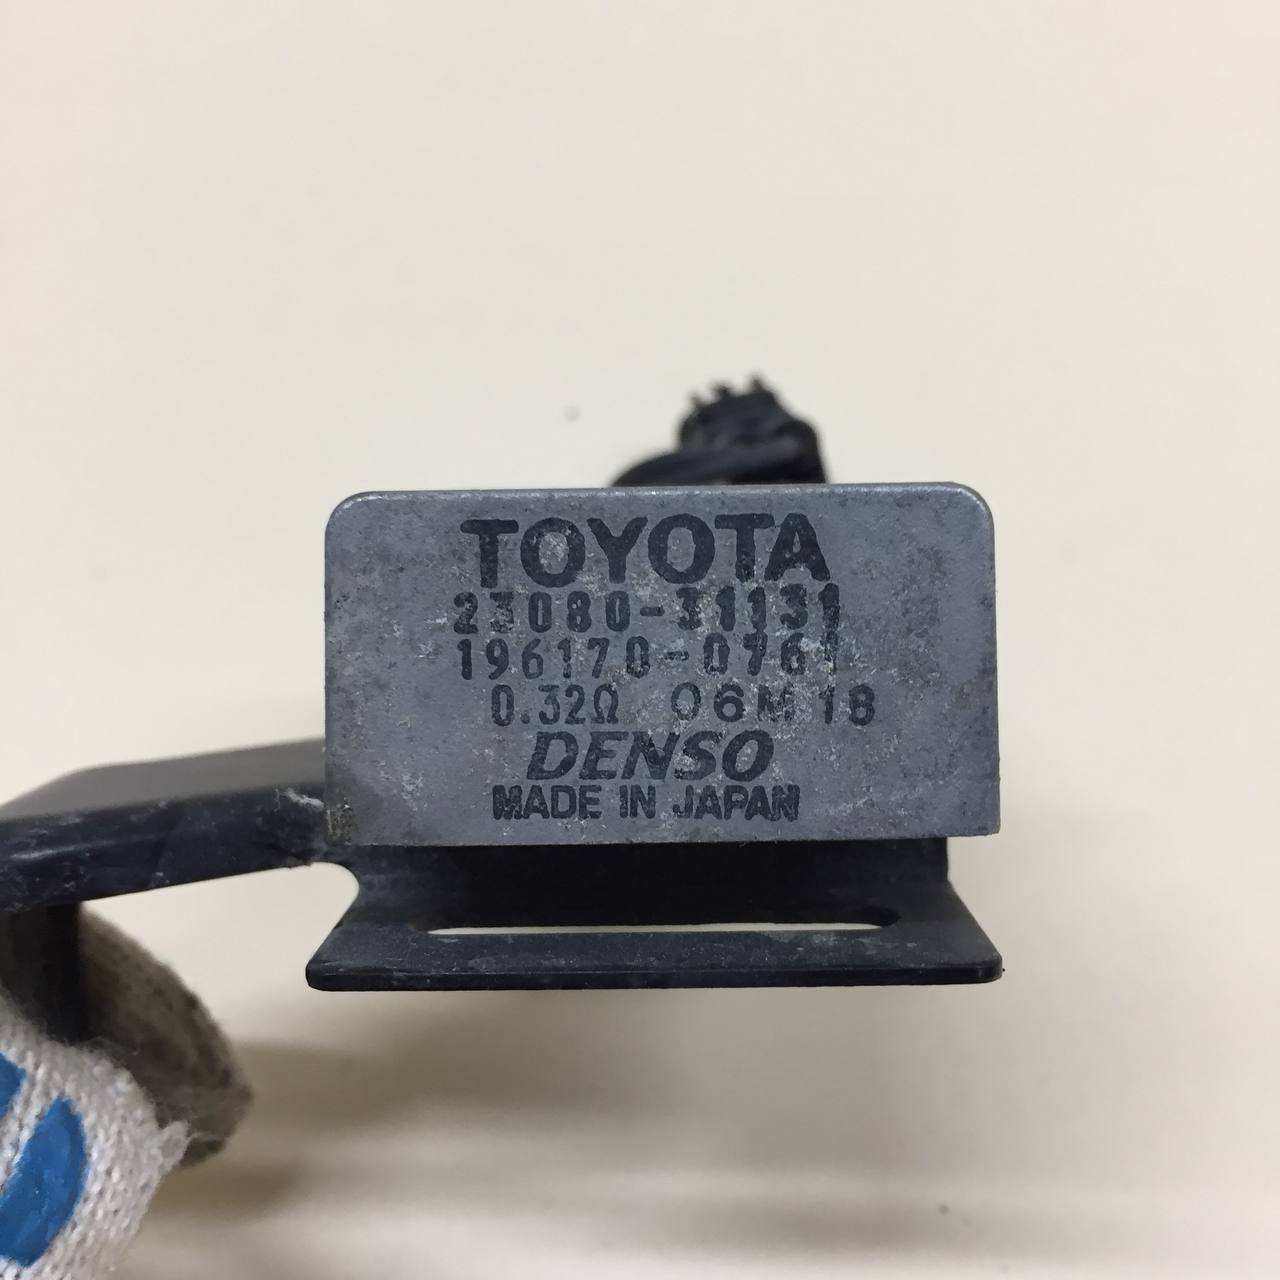 TOYOTA
23080-31131
196170-0761
0.32Ω 06M18
DENSO
MADE IN JAPAN